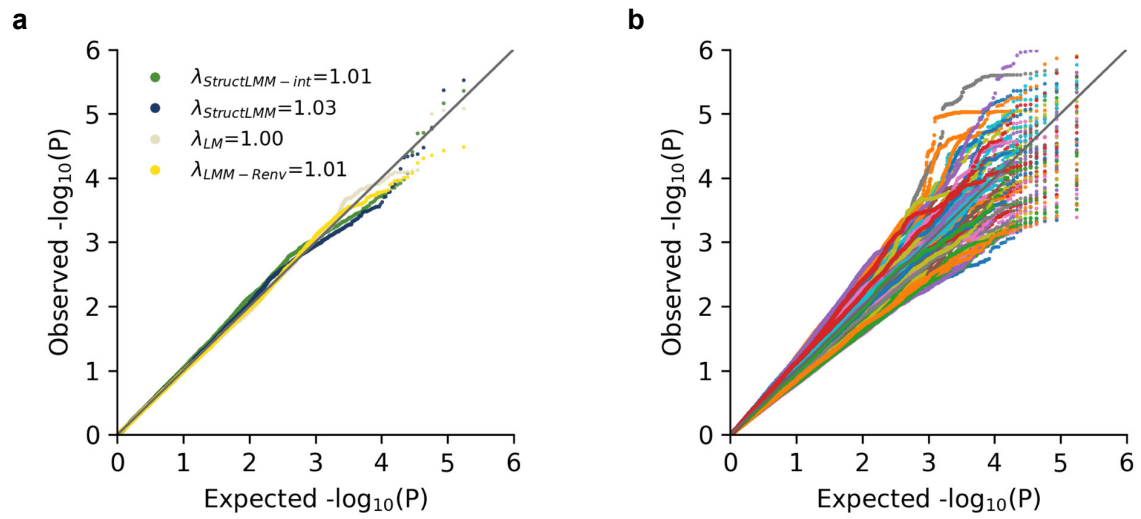 a
6
5
4
3
2
1
0
Observed -log₁₀(P)
λStructLMM−int=1.01
λStructLMM=1.03
λLM=1.00
λLMM−Renv=1.01
0 1 2 3 4 5 6
Expected -log₁₀(P)
b
6
5
4
3
2
1
0
Observed -log₁₀(P)
0 1 2 3 4 5 6
Expected -log₁₀(P)